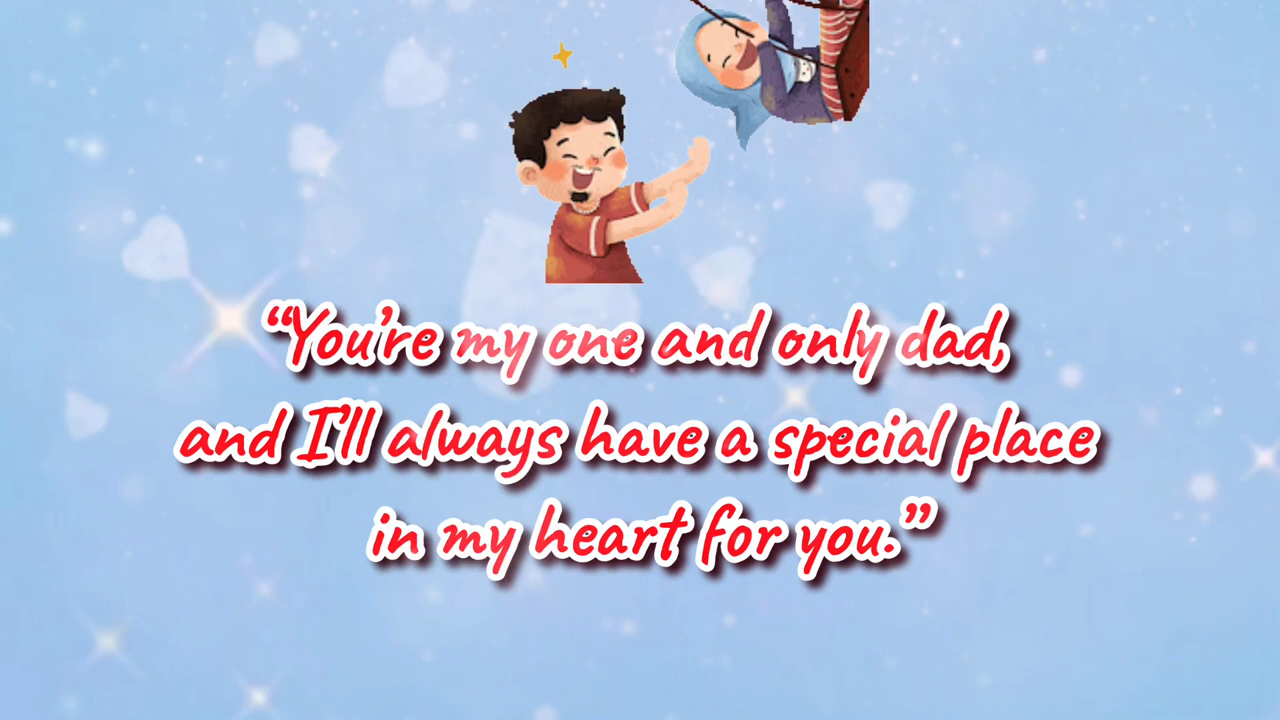 “You’re my one and only dad,
and I’ll always have a special place
in my heart for you.”